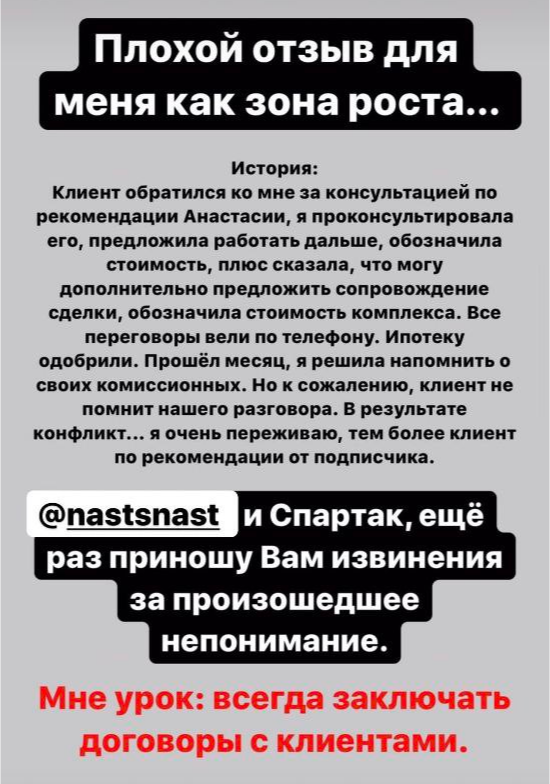 Плохой отзыв для
меня как зона роста...
История:
Клиент обратился ко мне за консультацией по
рекомендации Анастасии, я проконсультировала
его, предложила работать дальше, обозначила
стоимость, плюс сказала, что могу
дополнительно предложить сопровождение
сделки, обозначила стоимость комплекса. Все
переговоры вели по телефону. Ипотеку
одобрили. Прошёл месяц, я решила напомнить о
своих комиссионных. Но к сожалению, клиент не
помнит нашего разговора. В результате
конфликт... я очень переживаю, тем более клиент
по рекомендации от подписчика.
@nastsnast и Спартак, ещё
раз приношу Вам извинения
за произошедшее
непонимание.
Мне урок: всегда заключать
договоры с клиентами.